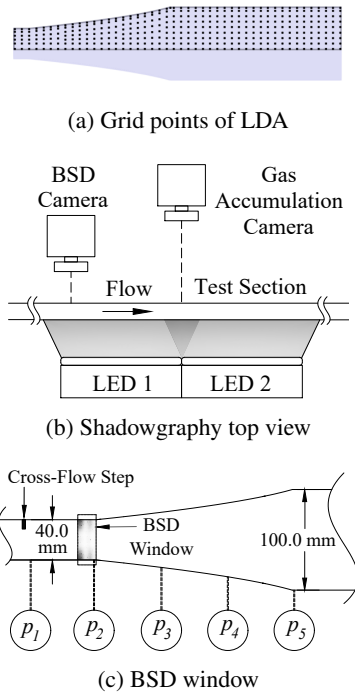 (a) Grid points of LDA
BSD
Camera
Gas
Accumulation
Camera
Flow
Test Section
LED 1
LED 2
(b) Shadowgraphy top view
Cross-Flow Step
40.0
mm
BSD
Window
100.0 mm
p1
p2
p3
p4
p5
(c) BSD window